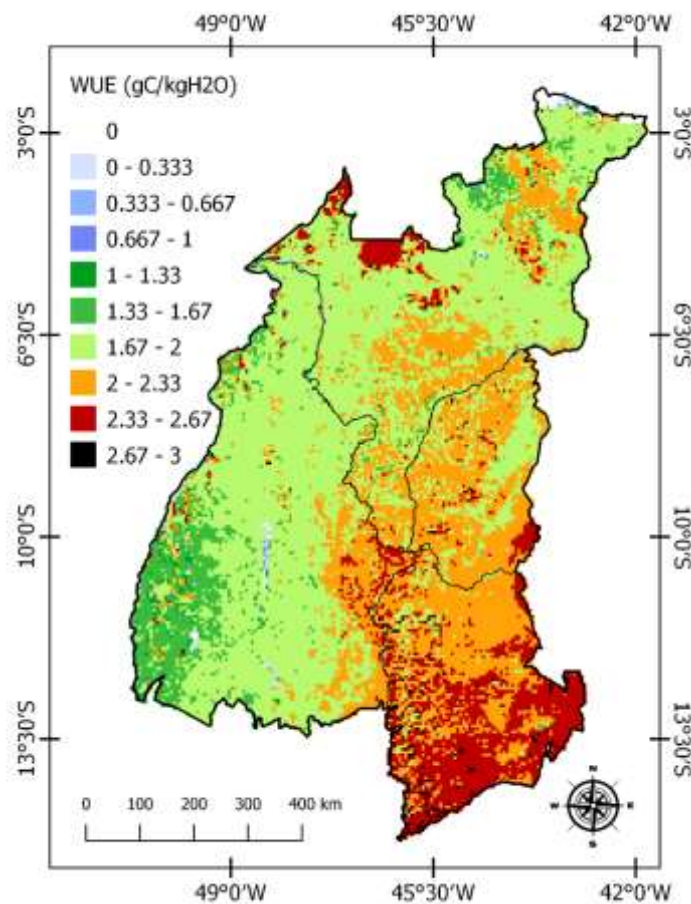 49°0'W 45°30'W 42°0'W
WUE (gC/kgH2O)
0
0 - 0.333
0.333 - 0.667
0.667 - 1
1 - 1.33
1.33 - 1.67
1.67 - 2
2 - 2.33
2.33 - 2.67
2.67 - 3
3°0'S
6°30'S
10°0'S
13°30'S
3°0'S
6°30'S
10°0'S
13°30'S
0 100 200 300 400 km
N
W E
S
49°0'W 45°30'W 42°0'W